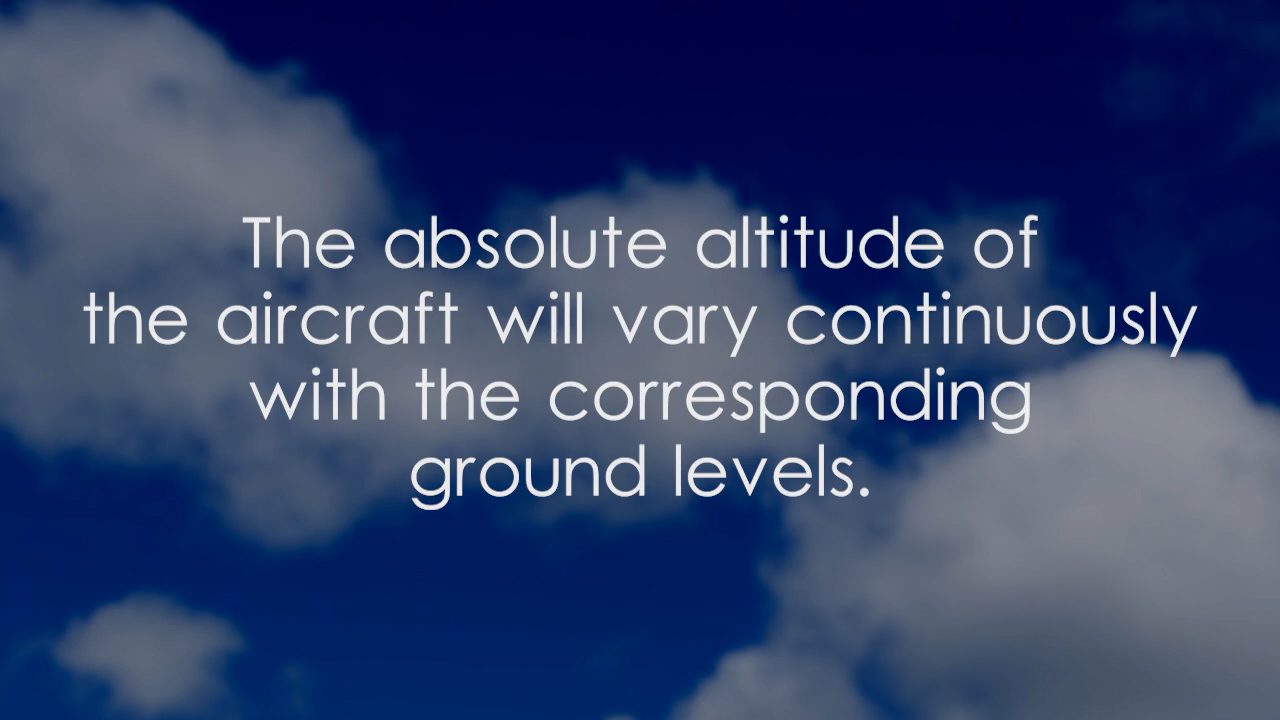 The absolute altitude of
the aircraft will vary continuously
with the corresponding
ground levels.